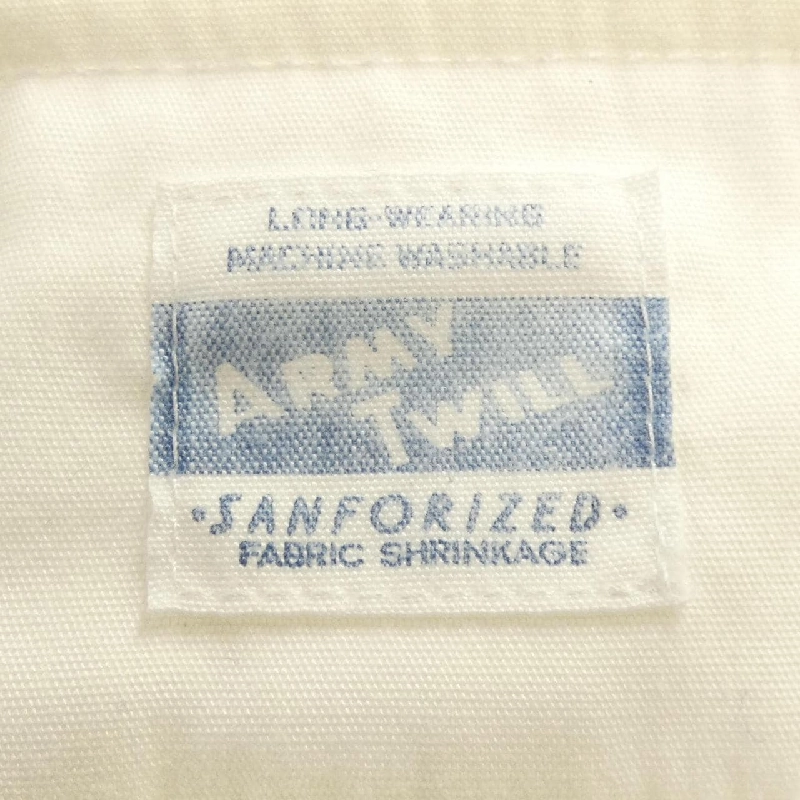 LONG-WEARING
MACHINE WASHABLE
ARMY
TWILL
•SANFORIZED•
FABRIC SHRINKAGE